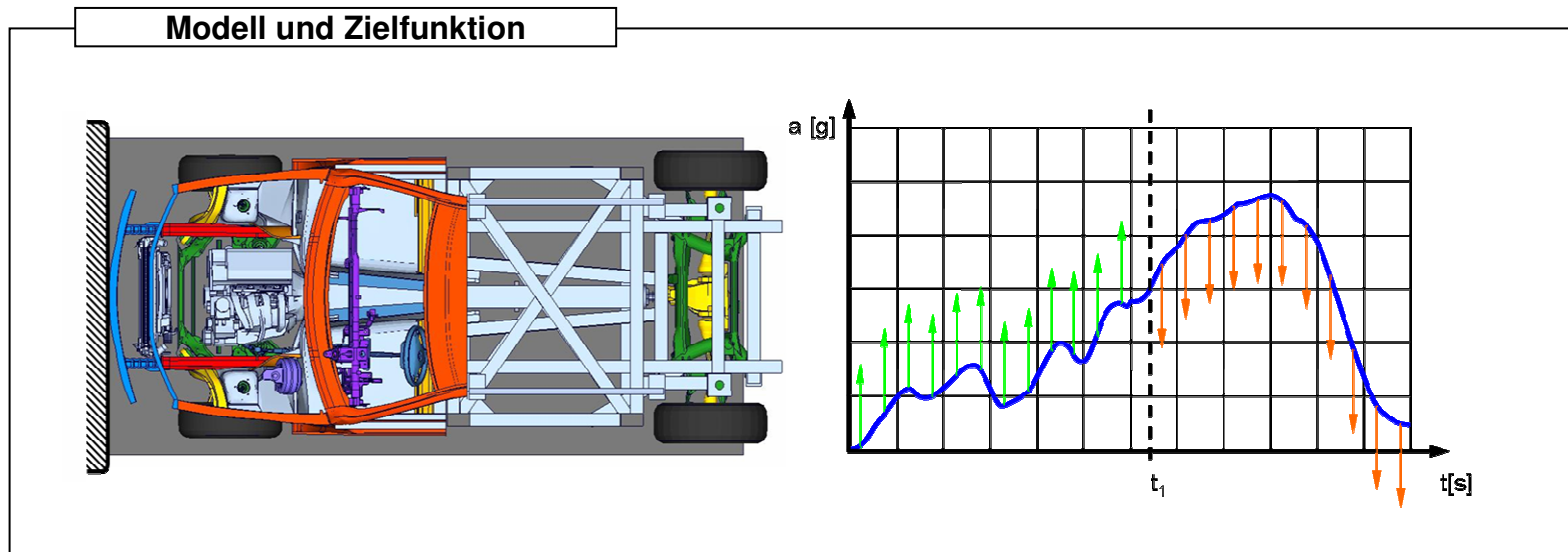 Modell und Zielfunktion
a [g]
t₁
t[s]